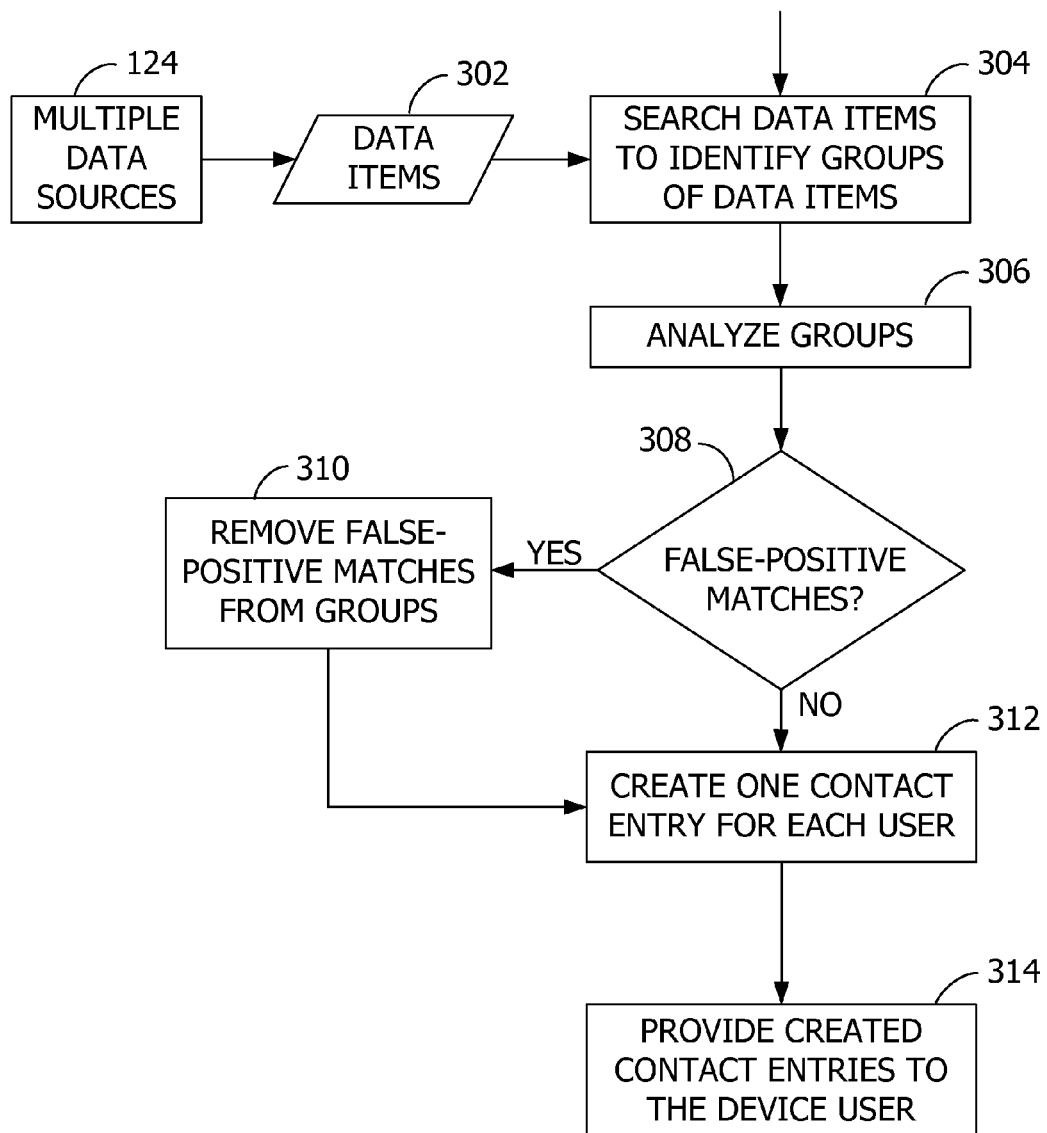 124
MULTIPLE
DATA
SOURCES
302
DATA
ITEMS
304
SEARCH DATA ITEMS
TO IDENTIFY GROUPS
OF DATA ITEMS
306
ANALYZE GROUPS
308
FALSE-POSITIVE
MATCHES?
YES
310
REMOVE FALSE-
POSITIVE MATCHES
FROM GROUPS
NO
312
CREATE ONE CONTACT
ENTRY FOR EACH USER
314
PROVIDE CREATED
CONTACT ENTRIES TO
THE DEVICE USER